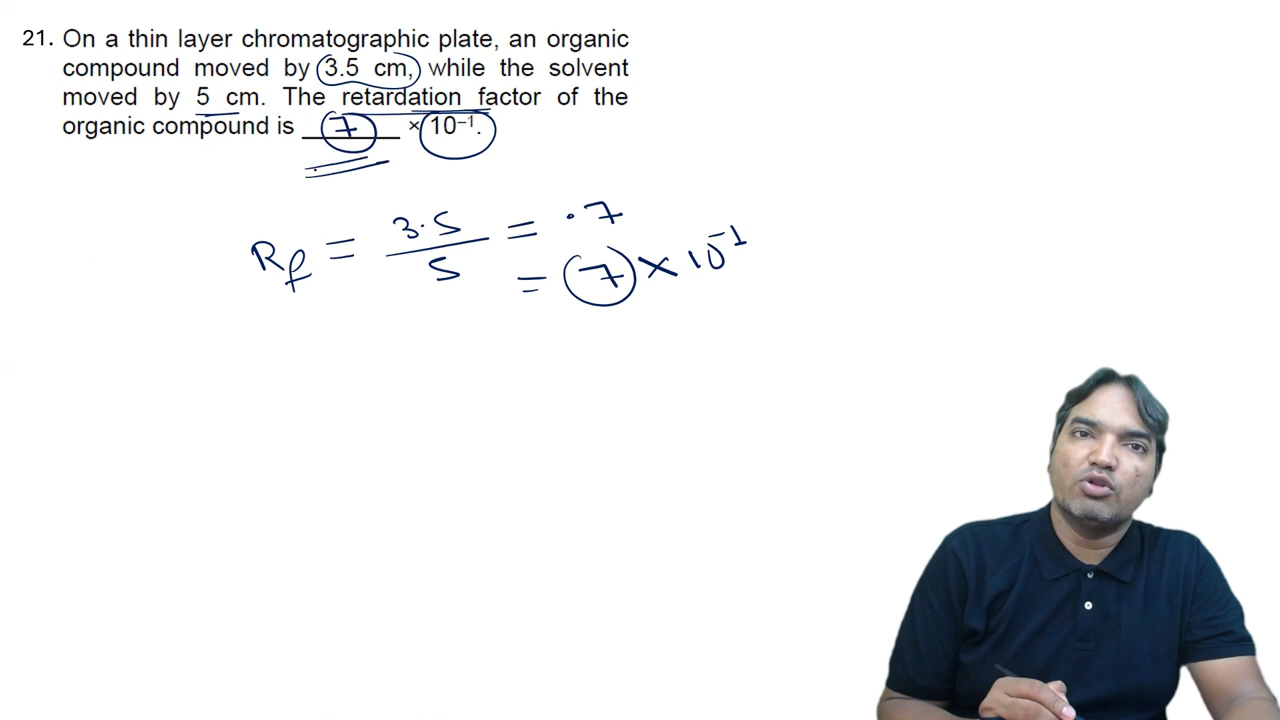 21. On a thin layer chromatographic plate, an organic
compound moved by 3.5 cm, while the solvent
moved by 5 cm. The retardation factor of the
organic compound is 7 × 10⁻¹.
Rf = 3.5 / 5 = .7
= 7 × 10⁻¹